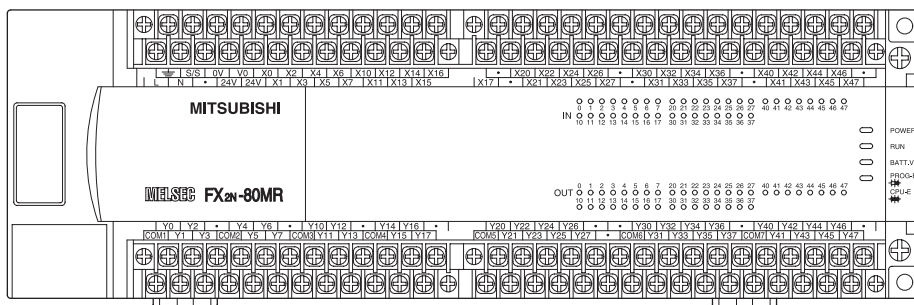 ⏚ S/S 0V V0 X0 X2 X4 X6 X10 X12 X14 X16 • X20 X22 X24 X26 • X30 X32 X34 X36 • X40 X42 X44 X46 •
L N • 24V 24V X1 X3 X5 X7 X11 X13 X15 X17 • X21 X23 X25 X27 • X31 X33 X35 X37 • X41 X43 X45 X47
MITSUBISHI
0 1 2 3 4 5 6 7 20 21 22 23 24 25 26 27 40 41 42 43 44 45 46 47
IN
10 11 12 13 14 15 16 17 30 31 32 33 34 35 36 37
POWER
RUN
BATT.V
PROG-E
CPU-E
MELSEC FX2N-80MR
0 1 2 3 4 5 6 7 20 21 22 23 24 25 26 27 40 41 42 43 44 45 46 47
OUT
10 11 12 13 14 15 16 17 30 31 32 33 34 35 36 37
Y0 Y2 • Y4 Y6 • Y10 Y12 • Y14 Y16 • Y20 Y22 Y24 Y26 • Y30 Y32 Y34 Y36 • Y40 Y42 Y44 Y46 •
COM1 Y1 Y3 COM2 Y5 Y7 COM3 Y11 Y13 COM4 Y15 Y17 COM5 Y21 Y23 Y25 Y27 • COM6 Y31 Y33 Y35 Y37 COM7 Y41 Y43 Y45 Y47